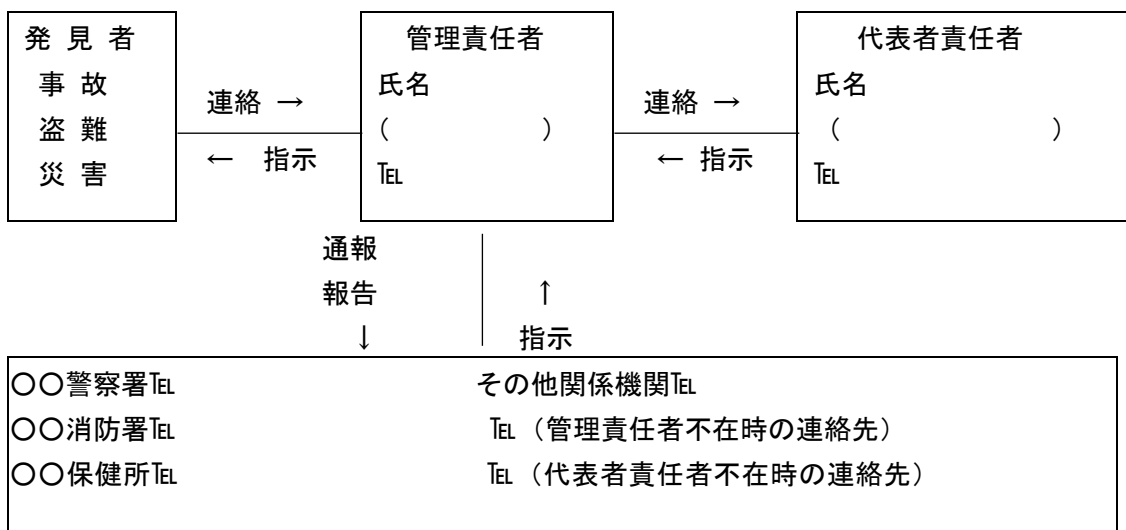 発 見 者
事 故
盗 難
災 害
連絡 →
← 指示
管理責任者
氏名
( )
℡
連絡 →
← 指示
代表者責任者
氏名
( )
℡
通報
報告
↓
↑
指示
○○警察署℡
○○消防署℡
○○保健所℡
その他関係機関℡
℡（管理責任者不在時の連絡先）
℡（代表者責任者不在時の連絡先）